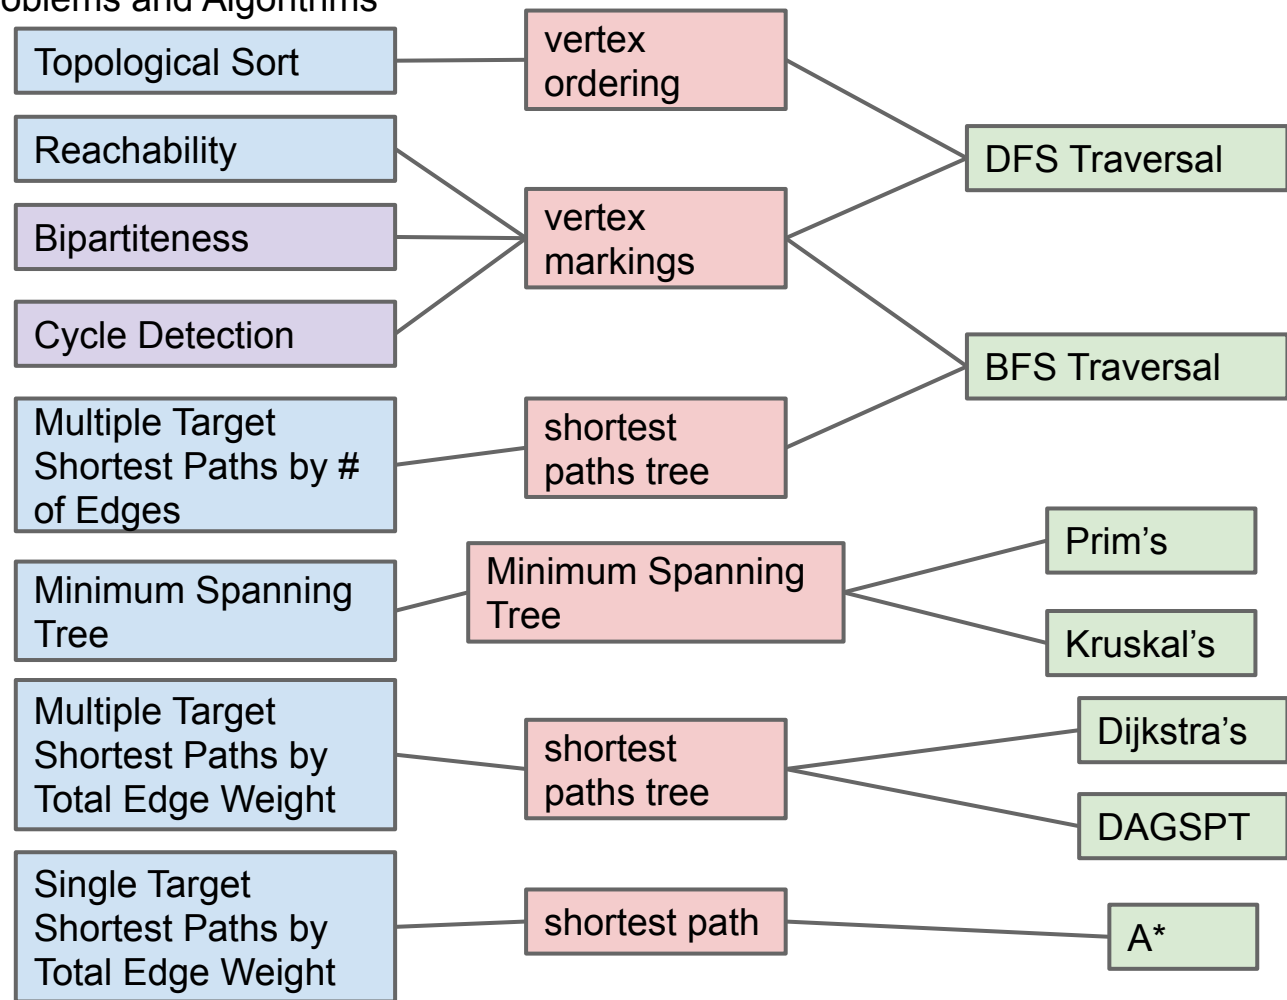 and Algorithms
Topological Sort
vertex
ordering
Reachability
DFS Traversal
Bipartiteness
vertex
markings
Cycle Detection
BFS Traversal
Multiple Target
Shortest Paths by #
of Edges
shortest
paths tree
Prim's
Minimum Spanning
Tree
Minimum Spanning
Tree
Kruskal's
Multiple Target
Shortest Paths by
Total Edge Weight
shortest
paths tree
Dijkstra's
DAGSPT
Single Target
Shortest Paths by
Total Edge Weight
shortest path
A*